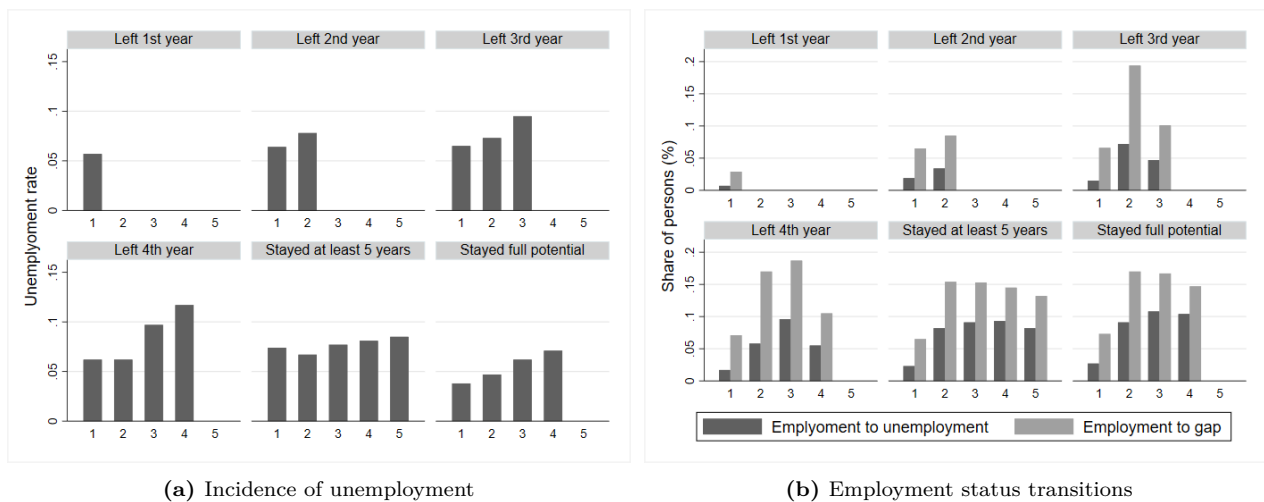 Left 1st year Left 2nd year Left 3rd year
Unemplyoment rate
0 .05 .1 .15
1 2 3 4 5 1 2 3 4 5 1 2 3 4 5
Left 4th year Stayed at least 5 years Stayed full potential
0 .05 .1 .15
1 2 3 4 5 1 2 3 4 5 1 2 3 4 5
(a) Incidence of unemployment
Left 1st year Left 2nd year Left 3rd year
Share of persons (%)
0 .05 .1 .15 .2
1 2 3 4 5 1 2 3 4 5 1 2 3 4 5
Left 4th year Stayed at least 5 years Stayed full potential
0 .05 .1 .15 .2
1 2 3 4 5 1 2 3 4 5 1 2 3 4 5
Emplyoment to unemployment Employment to gap
(b) Employment status transitions